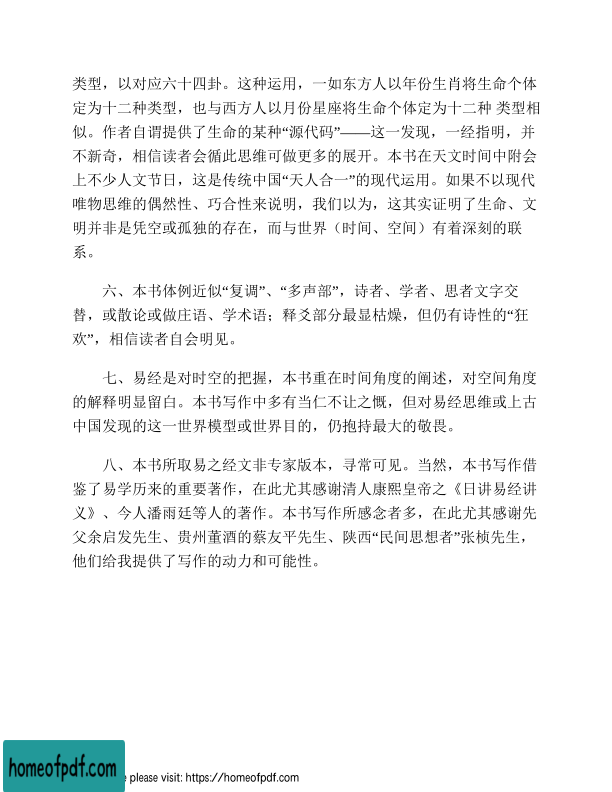 类型，以对应六十四卦。这种运用，一如东方人以年份生肖将生命个体
定为十二种类型，也与西方人以月份星座将生命个体定为十二种 类型相
似。作者自谓提供了生命的某种“源代码”——这一发现，一经指明，并
不新奇，相信读者会循此思维可做更多的展开。本书在天文时间中附会
上不少人文节日，这是传统中国“天人合一”的现代运用。如果不以现代
唯物思维的偶然性、巧合性来说明，我们以为，这其实证明了生命、文
明并非是凭空或孤独的存在，而与世界（时间、空间）有着深刻的联
系。
六、本书体例近似“复调”、“多声部”，诗者、学者、思者文字交
替，或散论或做庄语、学术语；释爻部分最显枯燥，但仍有诗性的“狂
欢”，相信读者自会明见。
七、易经是对时空的把握，本书重在时间角度的阐述，对空间角度
的解释明显留白。本书写作中多有当仁不让之慨，但对易经思维或上古
中国发现的这一世界模型或世界目的，仍抱持最大的敬畏。
八、本书所取易之经文非专家版本，寻常可见。当然，本书写作借
鉴了易学历来的重要著作，在此尤其感谢清人康熙皇帝之《日讲易经讲
义》、今人潘雨廷等人的著作。本书写作所感念者多，在此尤其感谢先
父余启发先生、贵州董酒的蔡友平先生、陕西“民间思想者”张桢先生，
他们给我提供了写作的动力和可能性。
homeofpdf.com
e please visit: https://homeofpdf.com